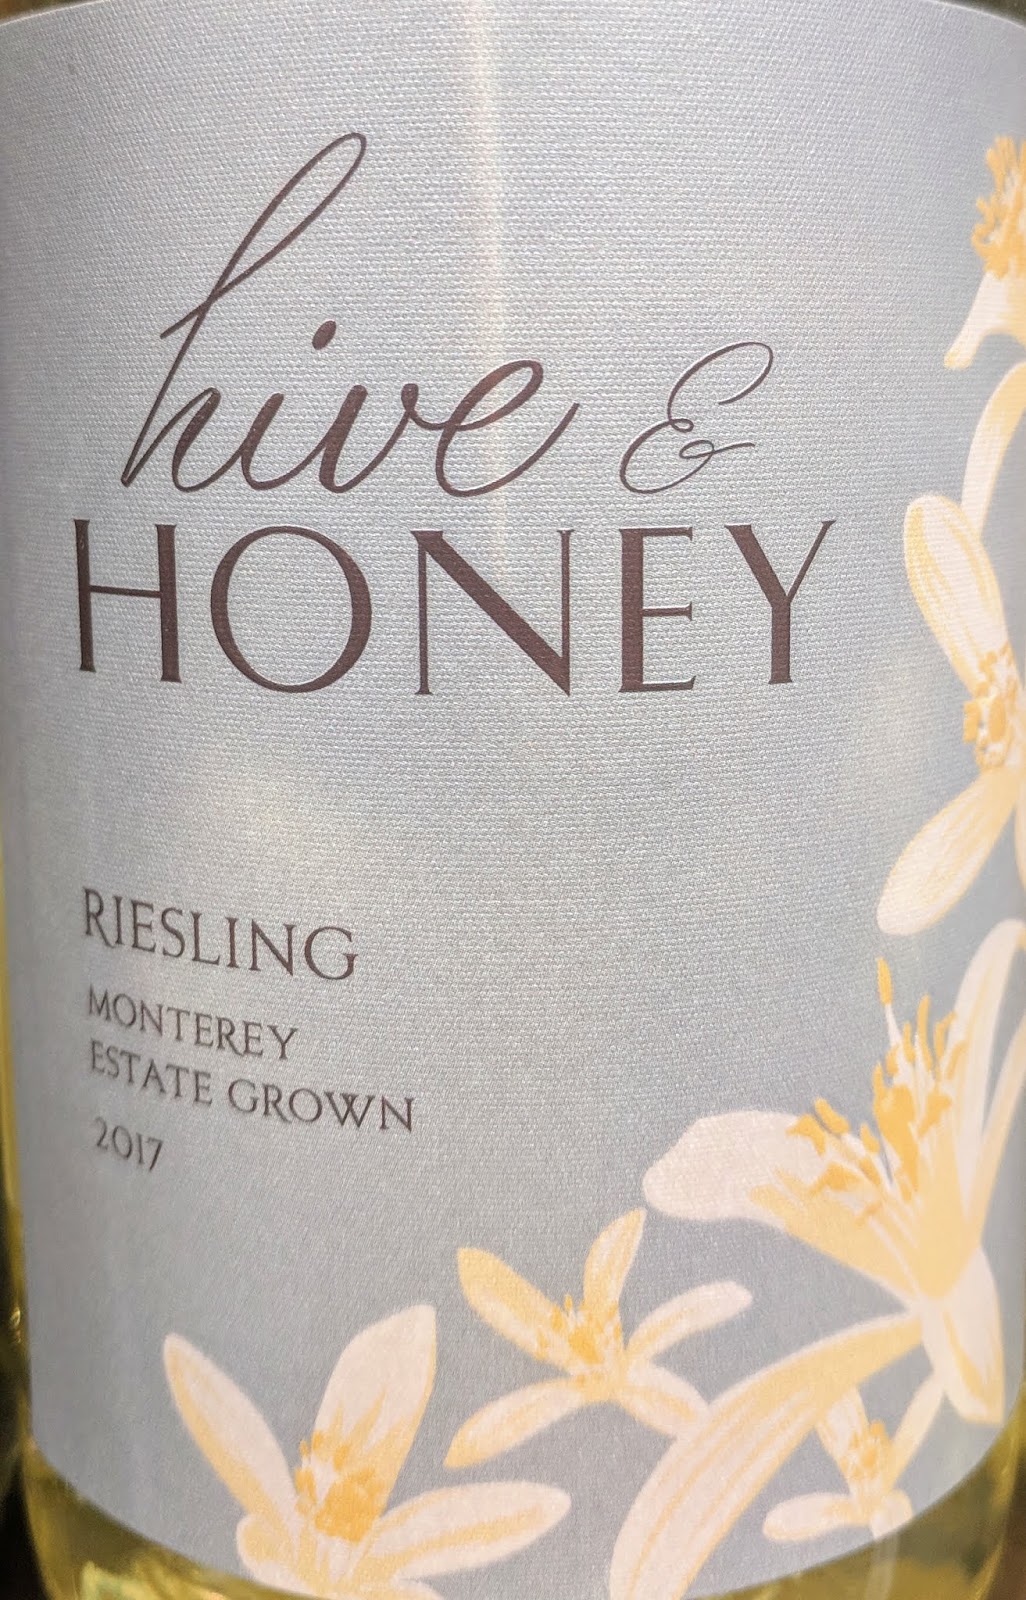 hive &
HONEY
RIESLING
MONTEREY
ESTATE GROWN
2017